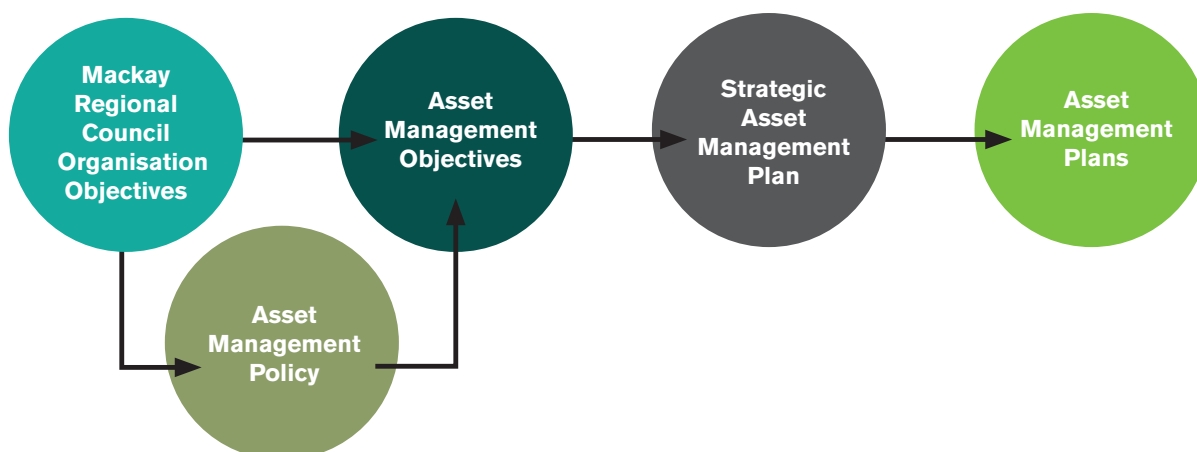 Mackay
Regional
Council
Organisation
Objectives
Asset
Management
Objectives
Strategic
Asset
Management
Plan
Asset
Management
Plans
Asset
Management
Policy